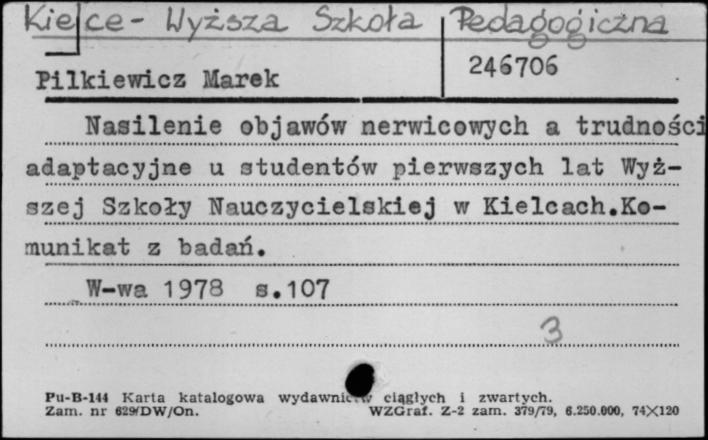 Kielce - Wyższa Szkoła Pedagogiczna
Pilkiewicz Marek
246706
Nasilenie objawów nerwicowych a trudności
adaptacyjne u studentów pierwszych lat Wyż-
szej Szkoły Nauczycielskiej w Kielcach.Ko-
munikat z badań.
W-wa 1978 s.107
3
Pu-B-144 Karta katalogowa wydawnictw ciągłych i zwartych.
Zam. nr 629/DW/On. WZGraf. Z-2 zam. 379/79, 6.250.000, 74×120